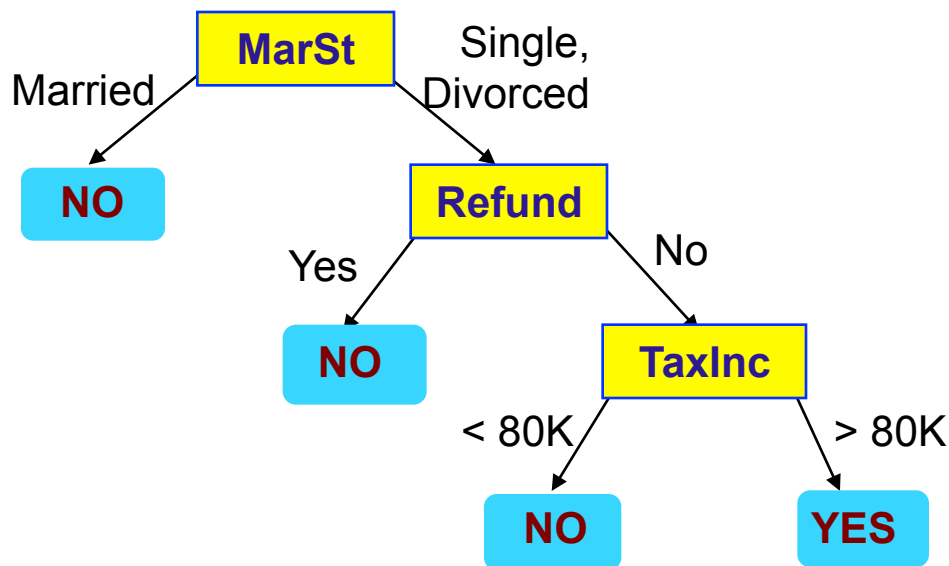 MarSt
Single,
Married
Divorced
NO
Refund
Yes
No
NO
TaxInc
< 80K
> 80K
NO
YES